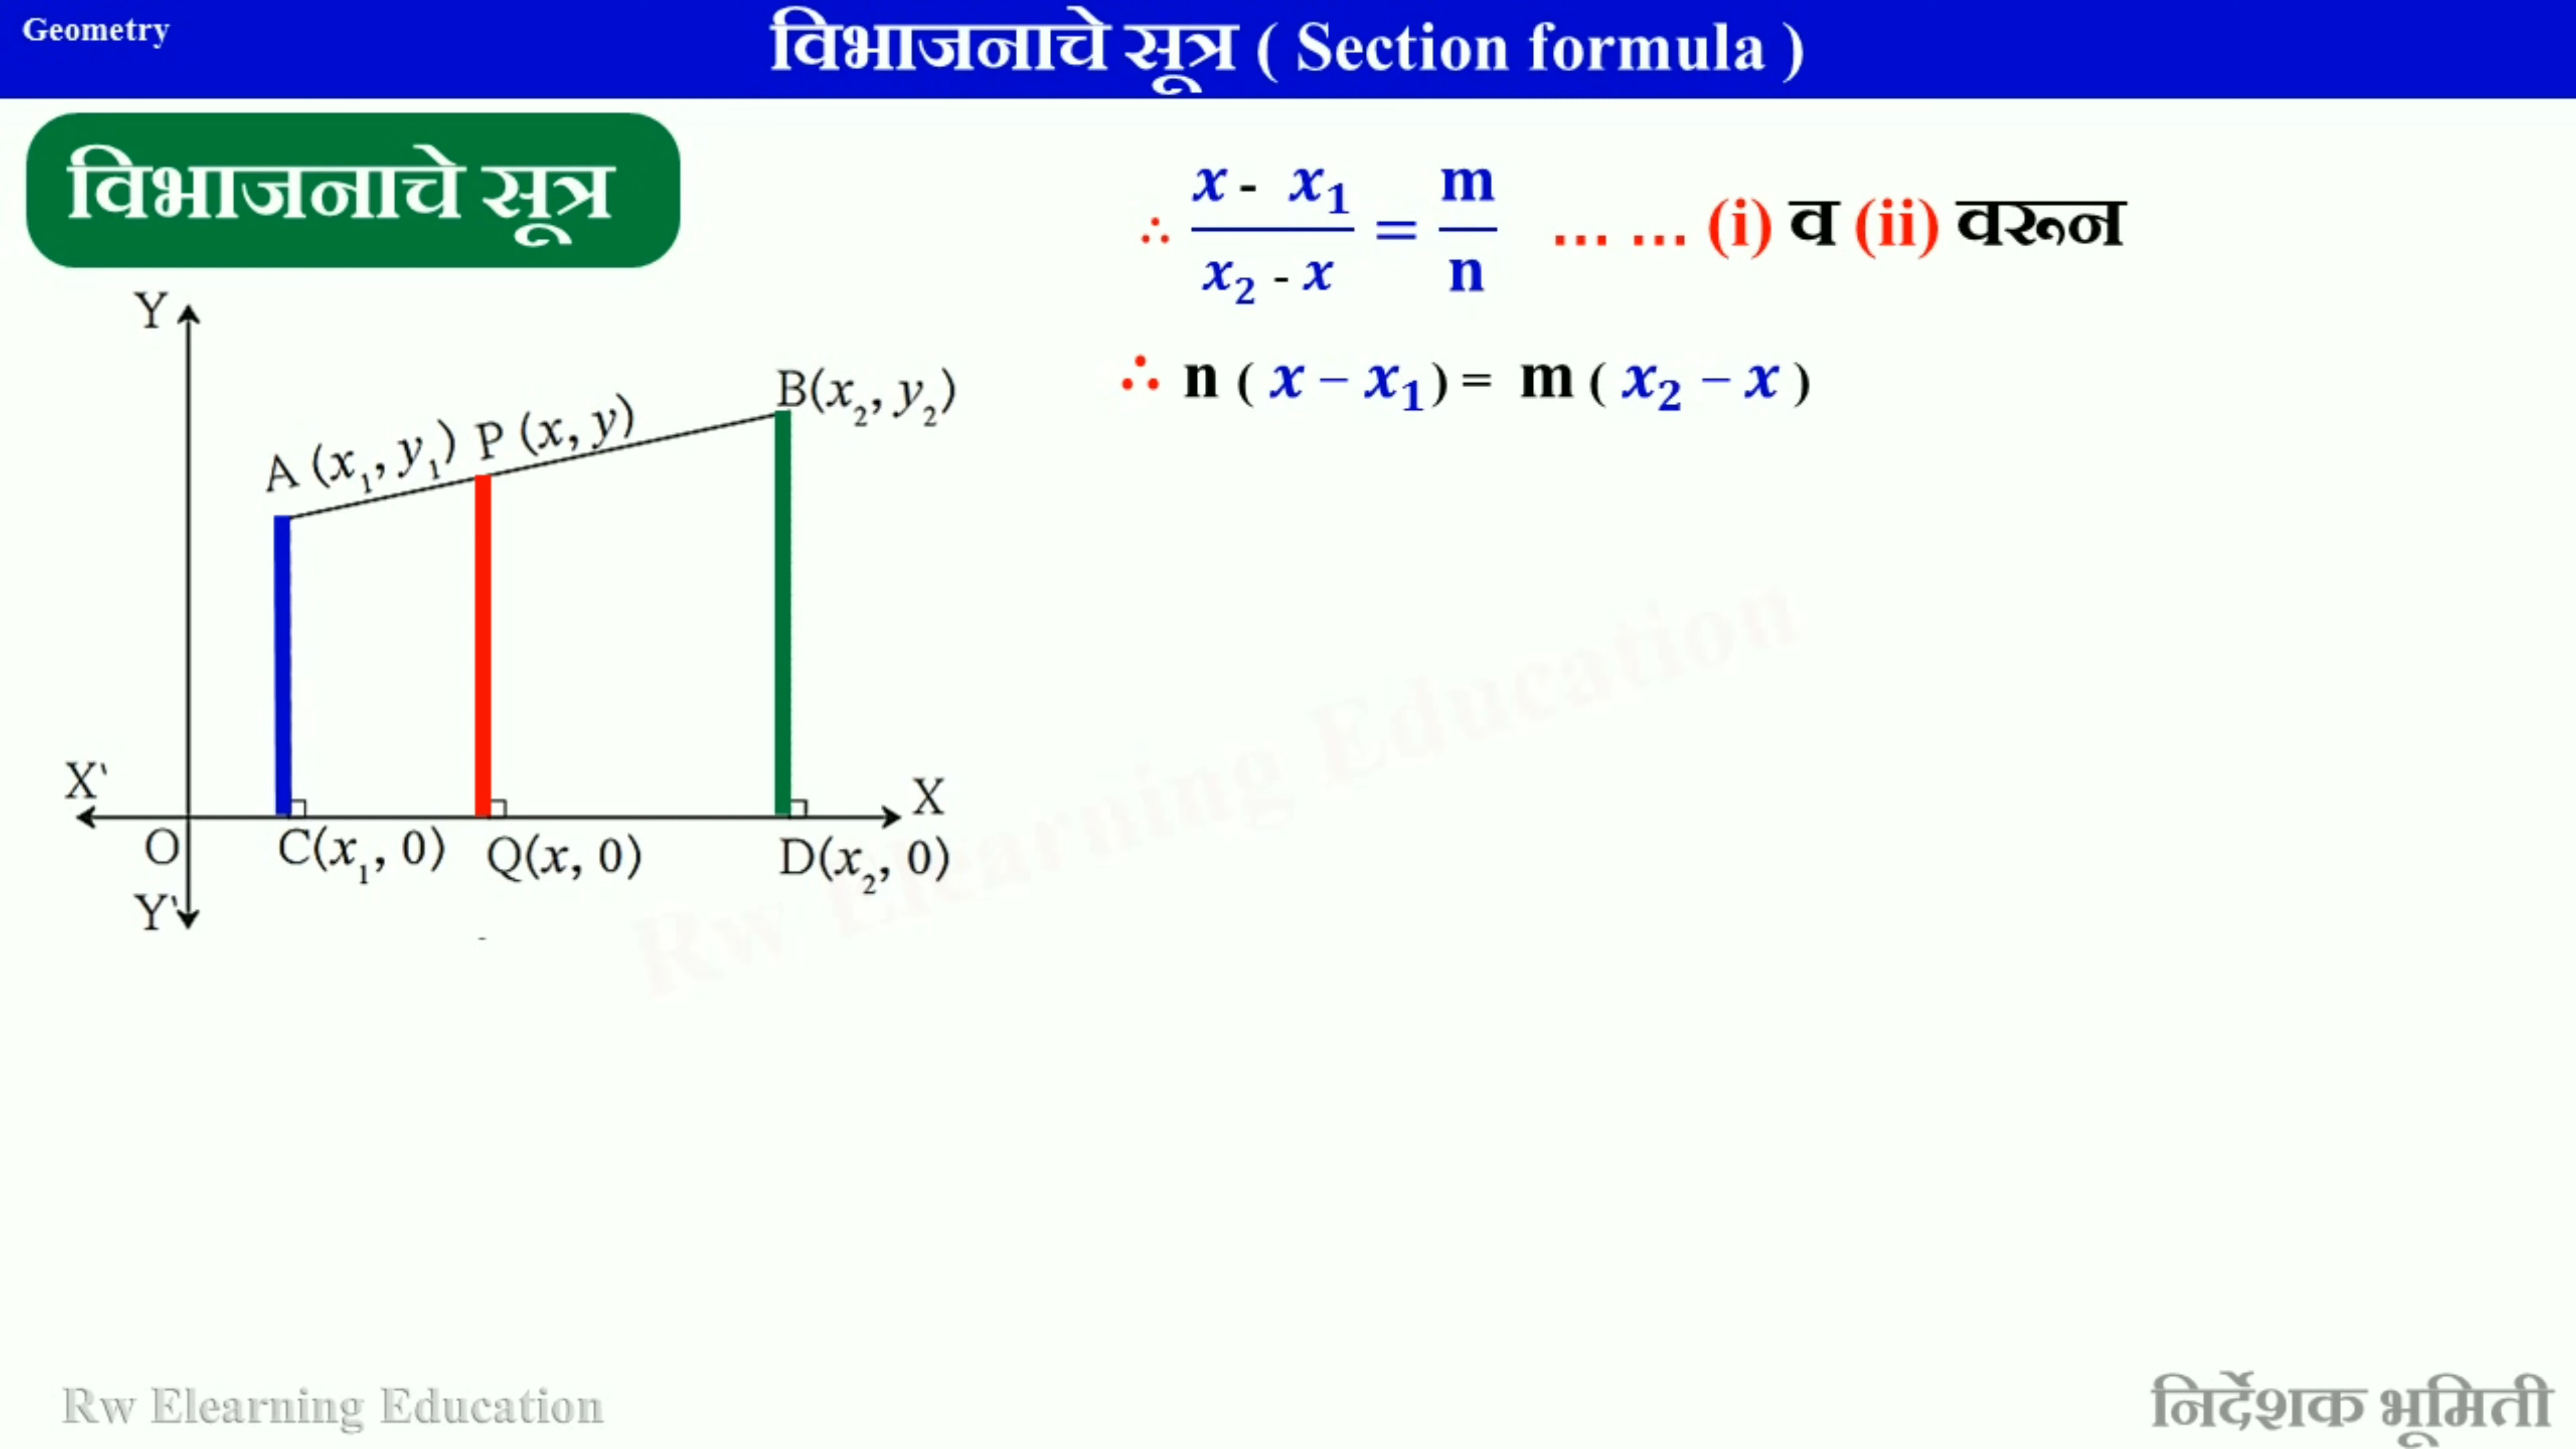 Geometry
विभाजनाचे सूत्र ( Section formula )
विभाजनाचे सूत्र
∴ (x - x₁)/(x₂ - x) = m/n ... ... (i) व (ii) वरून
∴ n ( x – x₁) = m ( x₂ – x )
Y
A (x₁, y₁) P (x, y) B(x₂, y₂)
X' X
O C(x₁, 0) Q(x, 0) D(x₂, 0)
Y'
Rw Elearning Education
Rw Elearning Education
निर्देशक भूमिती